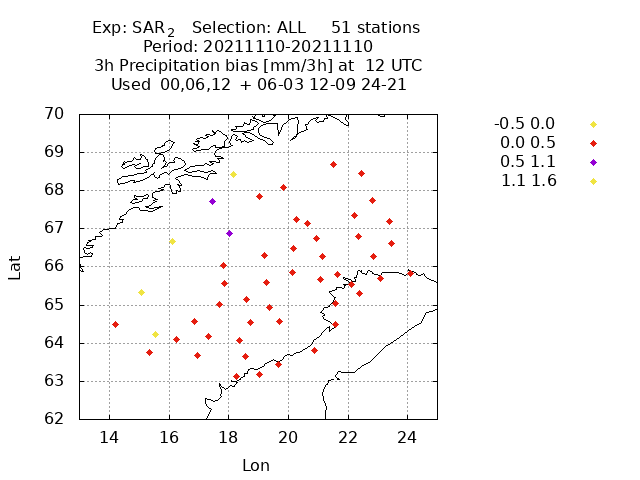 Exp: SAR2 Selection: ALL 51 stations
Period: 20211110-20211110
3h Precipitation bias [mm/3h] at 12 UTC
Used 00,06,12 + 06-03 12-09 24-21
-0.5 0.0
0.0 0.5
0.5 1.1
1.1 1.6
70
69
68
67
66
65
64
63
62
Lat
14 16 18 20 22 24
Lon